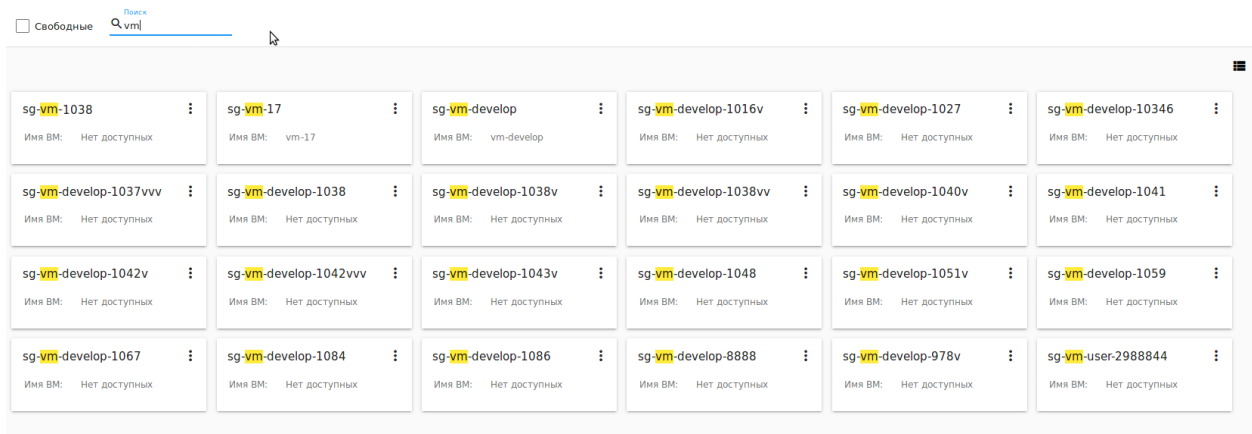 Поиск
Свободные vm
sg-vm-1038 sg-vm-17 sg-vm-develop sg-vm-develop-1016v sg-vm-develop-1027 sg-vm-develop-10346
Имя ВМ: Нет доступных Имя ВМ: vm-17 Имя ВМ: vm-develop Имя ВМ: Нет доступных Имя ВМ: Нет доступных Имя ВМ: Нет доступных
sg-vm-develop-1037vvv sg-vm-develop-1038 sg-vm-develop-1038v sg-vm-develop-1038vv sg-vm-develop-1040v sg-vm-develop-1041
Имя ВМ: Нет доступных Имя ВМ: Нет доступных Имя ВМ: Нет доступных Имя ВМ: Нет доступных Имя ВМ: Нет доступных Имя ВМ: Нет доступных
sg-vm-develop-1042v sg-vm-develop-1042vvv sg-vm-develop-1043v sg-vm-develop-1048 sg-vm-develop-1051v sg-vm-develop-1059
Имя ВМ: Нет доступных Имя ВМ: Нет доступных Имя ВМ: Нет доступных Имя ВМ: Нет доступных Имя ВМ: Нет доступных Имя ВМ: Нет доступных
sg-vm-develop-1067 sg-vm-develop-1084 sg-vm-develop-1086 sg-vm-develop-8888 sg-vm-develop-978v sg-vm-user-2988844
Имя ВМ: Нет доступных Имя ВМ: Нет доступных Имя ВМ: Нет доступных Имя ВМ: Нет доступных Имя ВМ: Нет доступных Имя ВМ: Нет доступных